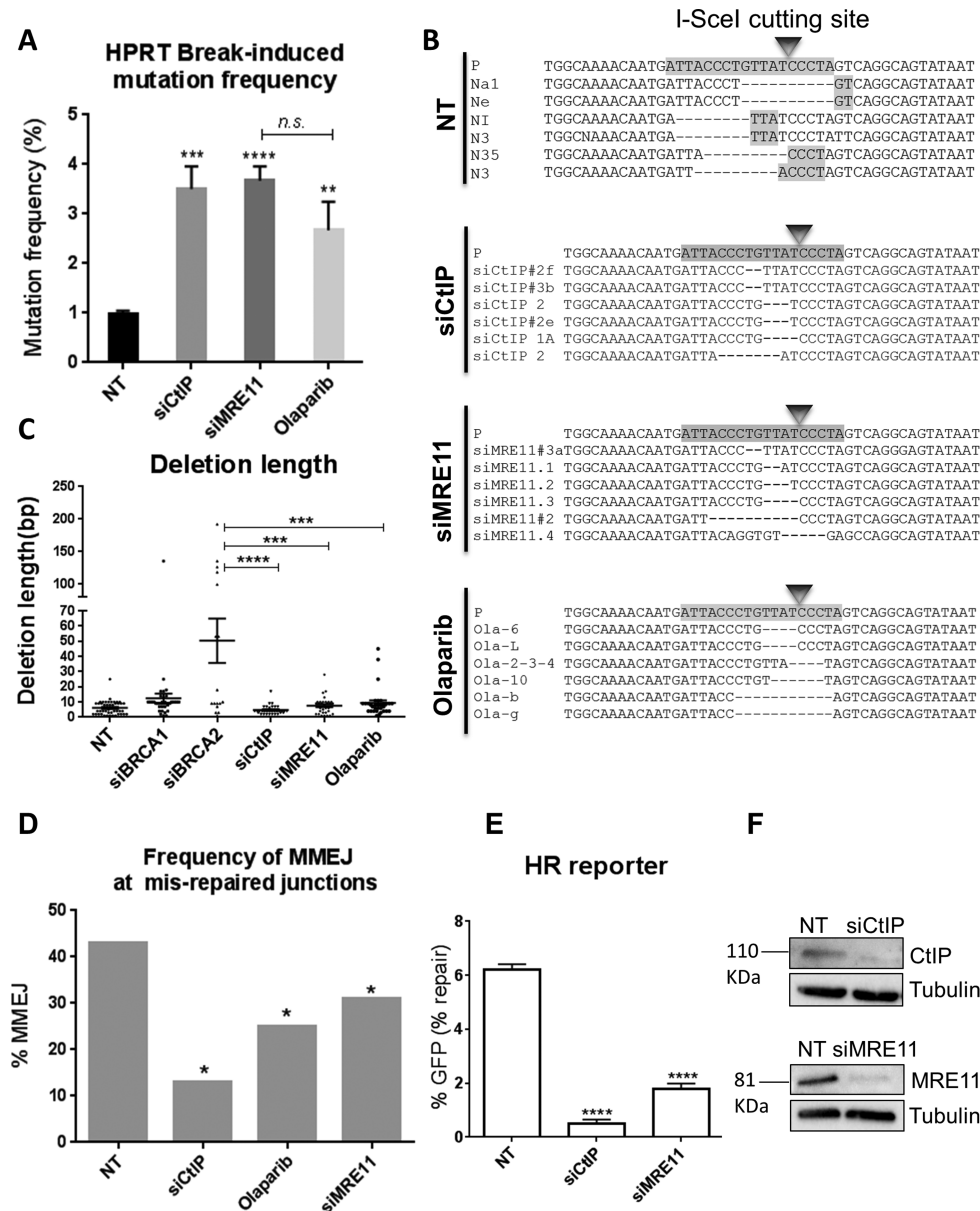 A
HPRT Break-induced
mutation frequency
Mutation frequency (%)
5
4
3
2
1
0
n.s.
***
****
**
NT
siCtIP
siMRE11
Olaparib
B
I-SceI cutting site
NT
P TGGCAAAACAATGATTACCCTGTTATCCCTAGTCAGGCAGTATAAT
Na1 TGGCAAAACAATGATTACCCT----------GTCAGGCAGTATAAT
Ne TGGCAAAACAATGATTACCCT----------GTCAGGCAGTATAAT
NI TGGCAAAACAATGA--------TTATCCCTAGTCAGGCAGTATAAT
N3 TGGCNAAACAATGA--------TTATCCCTATTCAGGCAGTATAAT
N35 TGGCAAAACAATGATTA---------CCCTAGTCAGGCAGTATAAT
N3 TGGCAAAACAATGATT---------ACCCTAGTCAGGCAGTATAAT
siCtIP
P TGGCAAAACAATGATTACCCTGTTATCCCTAGTCAGGCAGTATAAT
siCtIP#2f TGGCAAAACAATGATTACCC--TTATCCCTAGTCAGGCAGTATAAT
siCtIP#3b TGGCAAAACAATGATTACCC--TTATCCCTAGTCAGGCAGTATAAT
siCtIP 2 TGGCAAAACAATGATTACCCTG---TCCCTAGTCAGGCAGTATAAT
siCtIP#2e TGGCAAAACAATGATTACCCTG---TCCCTAGTCAGGCAGTATAAT
siCtIP 1A TGGCAAAACAATGATTACCCTG----CCCTAGTCAGGCAGTATAAT
siCtIP 2 TGGCAAAACAATGATTA-------ATCCCTAGTCAGGCAGTATAAT
siMRE11
P TGGCAAAACAATGATTACCCTGTTATCCCTAGTCAGGCAGTATAAT
siMRE11#3a TGGCAAAACAATGATTACCC--TTATCCCTAGTCAGGGAGTATAAT
siMRE11.1 TGGCAAAACAATGATTACCCTG--ATCCCTAGTCAGGCAGTATAAT
siMRE11.2 TGGCAAAACAATGATTACCCTG---TCCCTAGTCAGGCAGTATAAT
siMRE11.3 TGGCAAAACAATGATTACCCTG----CCCTAGTCAGGCAGTATAAT
siMRE11#2 TGGCAAAACAATGATT----------CCCTAGTCAGGCAGTATAAT
siMRE11.4 TGGCAAAACAATGATTACAGGTGT-----GAGCCAGGCAGTATAAT
Olaparib
P TGGCAAAACAATGATTACCCTGTTATCCCTAGTCAGGCAGTATAAT
Ola-6 TGGCAAAACAATGATTACCCTG----CCCTAGTCAGGCAGTATAAT
Ola-L TGGCAAAACAATGATTACCCTG----CCCTAGTCAGGCAGTATAAT
Ola-2-3-4 TGGCAAAACAATGATTACCCTGTTA----TAGTCAGGCAGTATAAT
Ola-10 TGGCAAAACAATGATTACCCTGT------TAGTCAGGCAGTATAAT
Ola-b TGGCAAAACAATGATTACC-----------AGTCAGGCAGTATAAT
Ola-g TGGCAAAACAATGATTACC-----------AGTCAGGCAGTATAAT
C
Deletion length
Deletion length(bp)
250
200
150
100
60
50
40
30
20
10
0
***
***
****
NT
siBRCA1
siBRCA2
siCtIP
siMRE11
Olaparib
D
Frequency of MMEJ
at mis-repaired junctions
% MMEJ
50
40
30
20
10
0
*
*
*
NT
siCtIP
Olaparib
siMRE11
E
HR reporter
% GFP (% repair)
8
6
4
2
0
****
****
NT
siCtIP
siMRE11
F
NT siCtIP
110
KDa
CtIP
Tubulin
NT siMRE11
81
KDa
MRE11
Tubulin